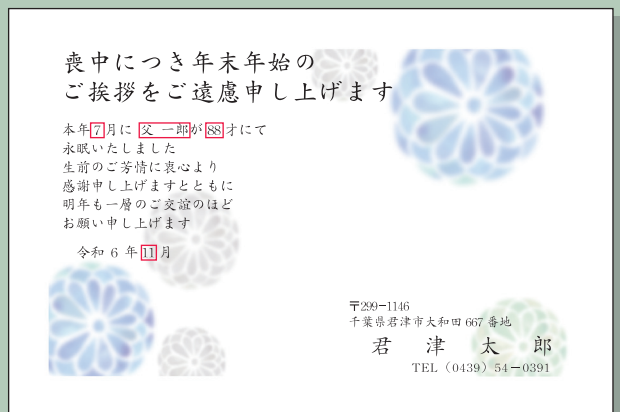 喪中につき年末年始の
ご挨拶をご遠慮申し上げます
本年7月に 父 一郎が88才にて
永眠いたしました
生前のご芳情に衷心より
感謝申し上げますとともに
明年も一層のご交誼のほど
お願い申し上げます
令和 6 年11月
〒299-1146
千葉県君津市大和田 667 番地
君 津 太 郎
TEL（0439）54-0391